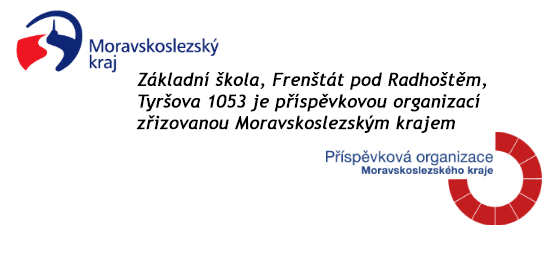 Moravskoslezský
kraj
Základní škola, Frenštát pod Radhoštěm,
Tyršova 1053 je příspěvkovou organizací
zřizovanou Moravskoslezským krajem
Příspěvková organizace
Moravskoslezského kraje